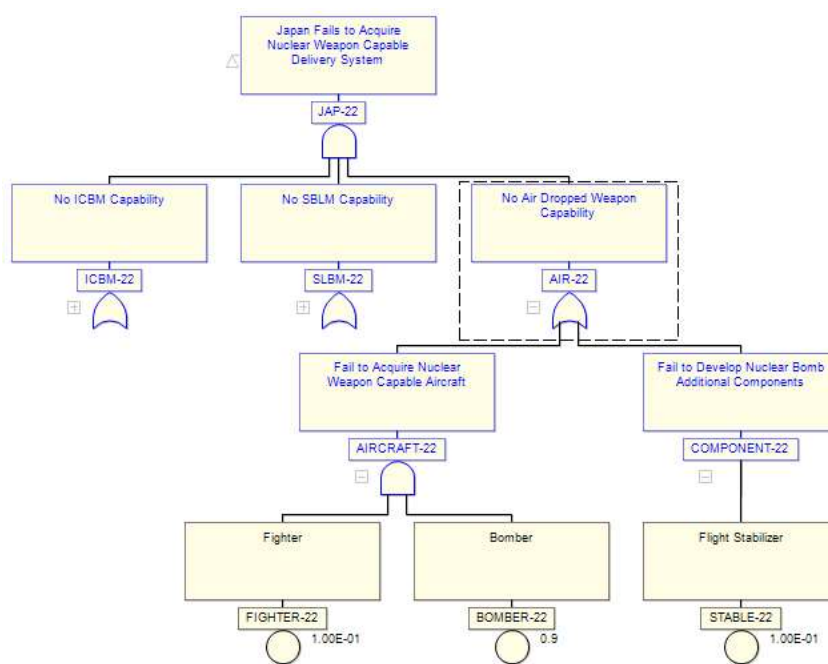 Japan Fails to Acquire
Nuclear Weapon Capable
Delivery System
JAP-22
No ICBM Capability
No SBLM Capability
No Air Dropped Weapon
Capability
ICBM-22
SLBM-22
AIR-22
Fail to Acquire Nuclear
Weapon Capable Aircraft
Fail to Develop Nuclear Bomb
Additional Components
AIRCRAFT-22
COMPONENT-22
Fighter
Bomber
Flight Stabilizer
FIGHTER-22
BOMBER-22
STABLE-22
1.00E-01
0.9
1.00E-01